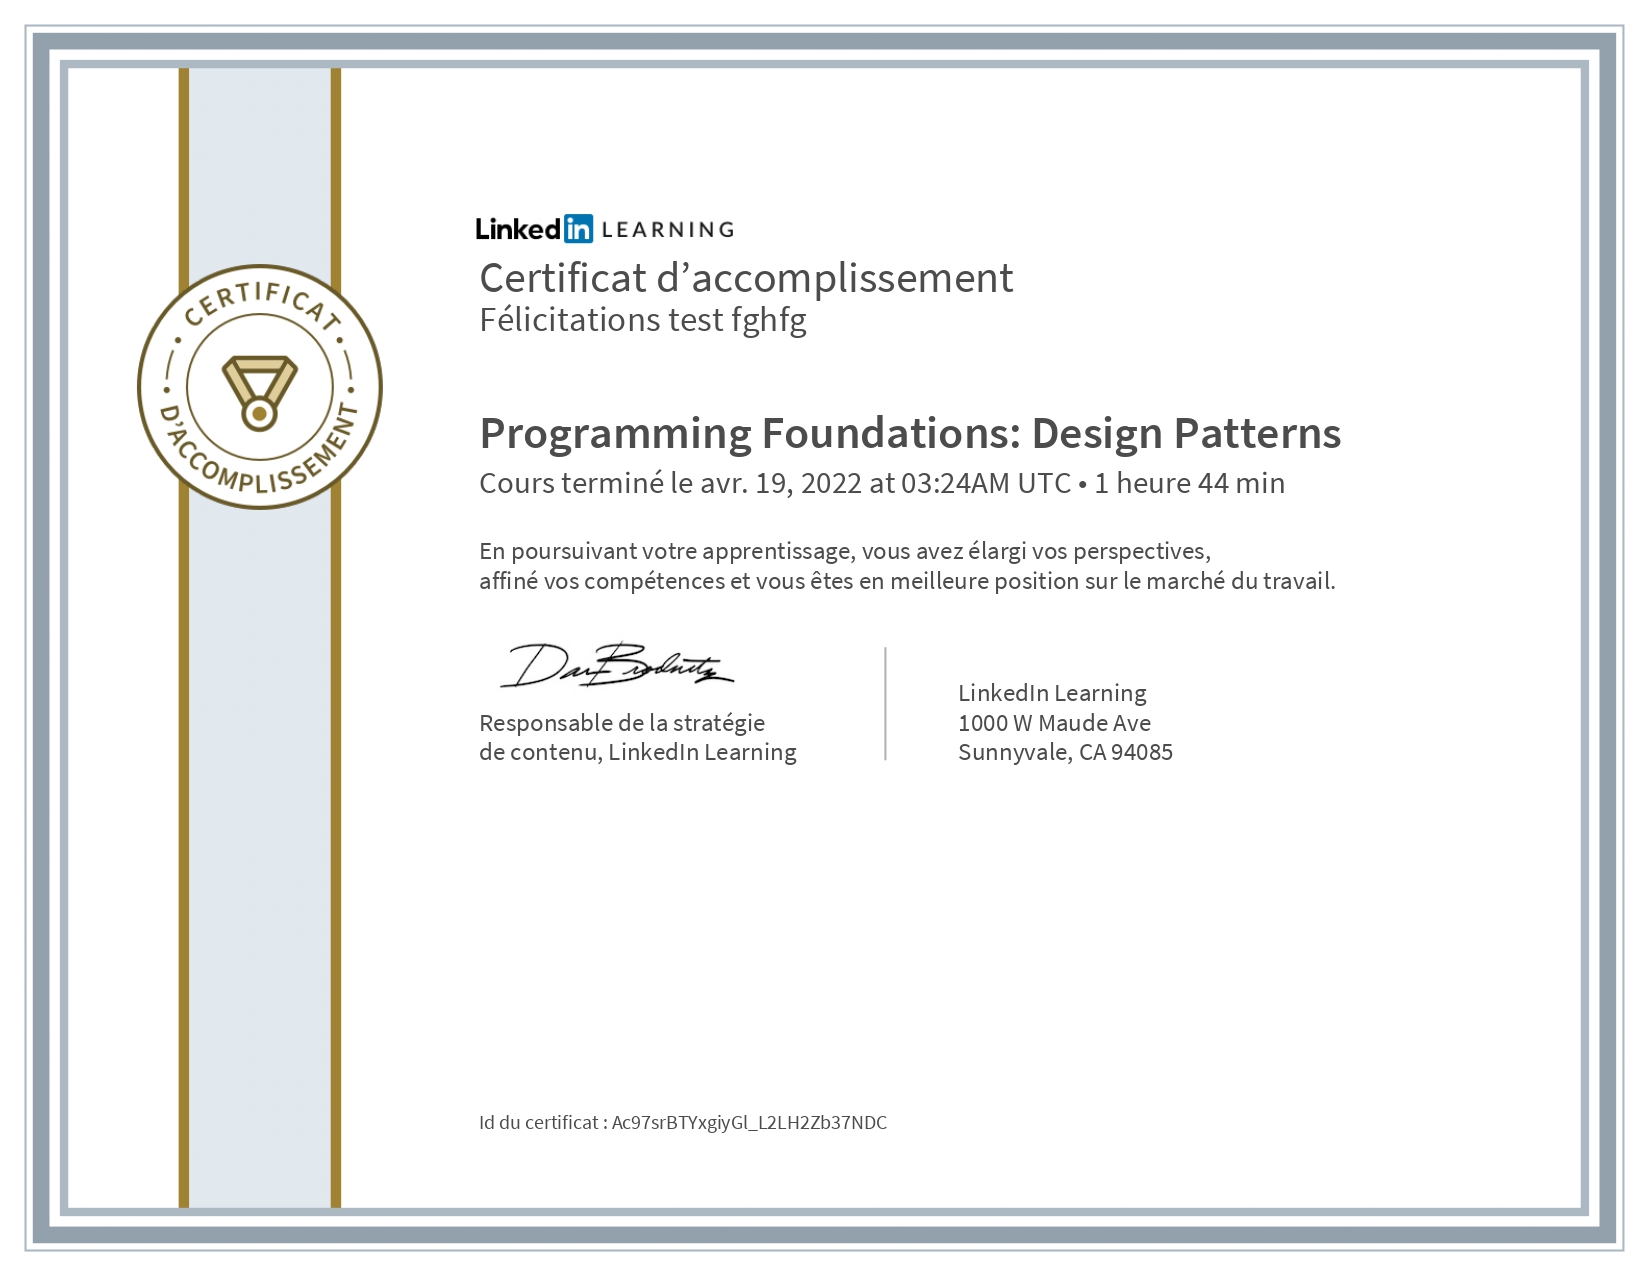 CERTIFICAT
D'ACCOMPLISSEMENT
Linked in LEARNING
Certificat d’accomplissement
Félicitations test fghfg
Programming Foundations: Design Patterns
Cours terminé le avr. 19, 2022 at 03:24AM UTC • 1 heure 44 min
En poursuivant votre apprentissage, vous avez élargi vos perspectives,
affiné vos compétences et vous êtes en meilleure position sur le marché du travail.
Dan Brodnitz
Responsable de la stratégie
de contenu, LinkedIn Learning
LinkedIn Learning
1000 W Maude Ave
Sunnyvale, CA 94085
Id du certificat : Ac97srBTYxgiyGl_L2LH2Zb37NDC